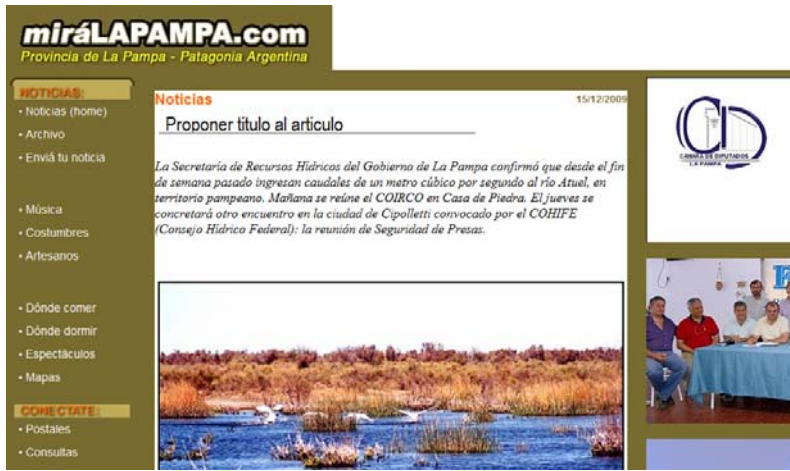 miráLAPAMPA.com
Provincia de La Pampa - Patagonia Argentina
NOTICIAS:
• Noticias (home)
• Archivo
• Enviá tu noticia
• Música
• Costumbres
• Artesanos
• Dónde comer
• Dónde dormir
• Espectáculos
• Mapas
CONECTATE:
• Postales
• Consultas
Noticias
15/12/2009
Proponer titulo al articulo
La Secretaría de Recursos Hídricos del Gobierno de La Pampa confirmó que desde el fin
de semana pasado ingresan caudales de un metro cúbico por segundo al río Atuel, en
territorio pampeano. Mañana se reúne el COIRCO en Casa de Piedra. El jueves se
concretará otro encuentro en la ciudad de Cipolletti convocado por el COHIFE
(Consejo Hídrico Federal): la reunión de Seguridad de Presas.
CD
CÁMARA DE DIPUTADOS
LA PAMPA